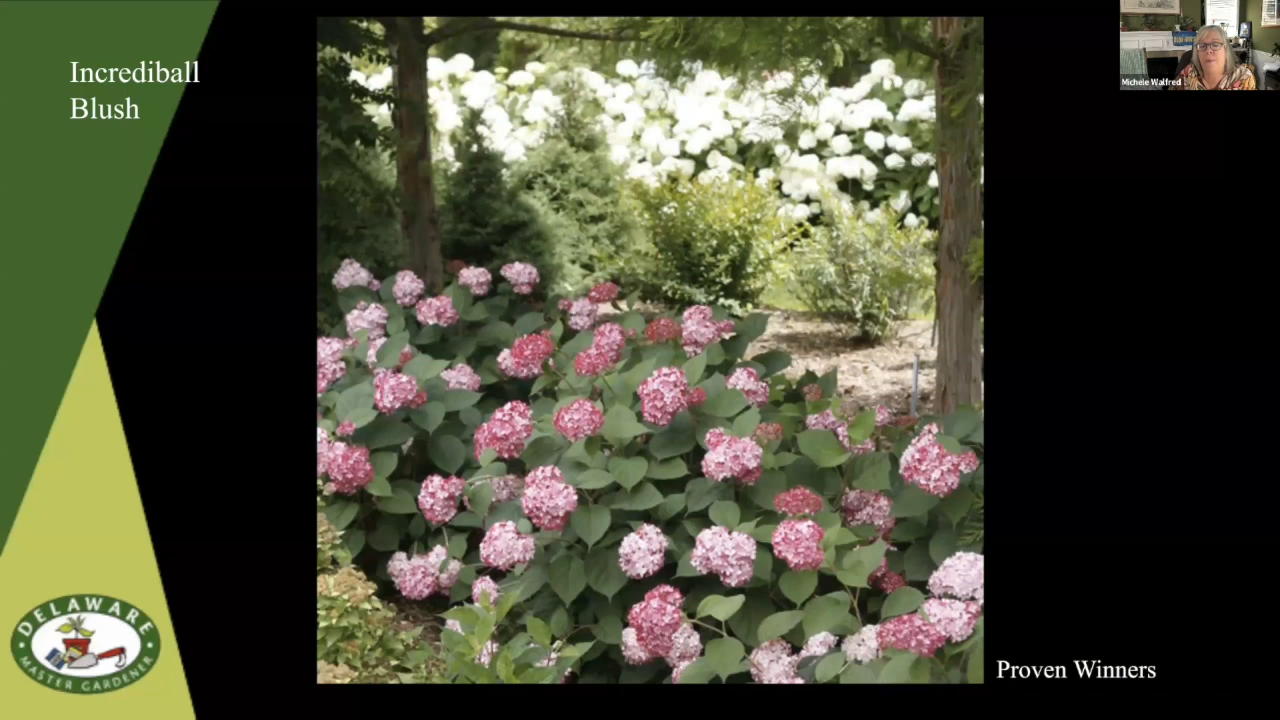 Incrediball
Blush
Michele Walfred
DELAWARE
MASTER GARDENER
Proven Winners